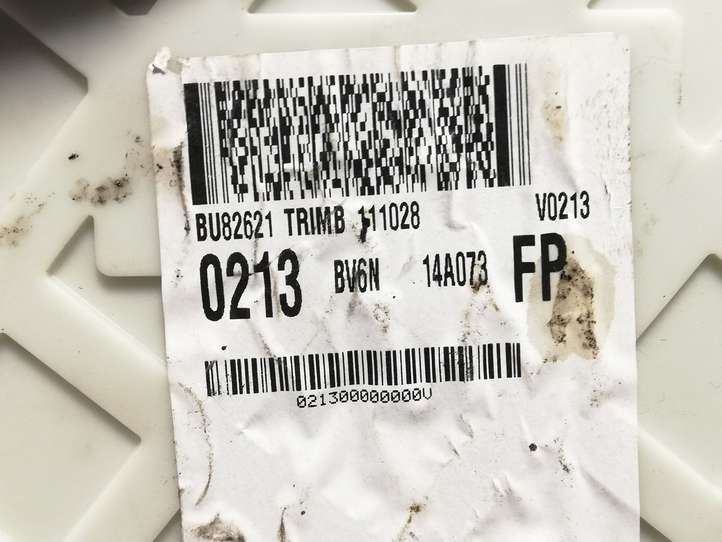 BU82621 TRIMB 111028 V0213
0213 BV6N 14A073 FP
021300000000V